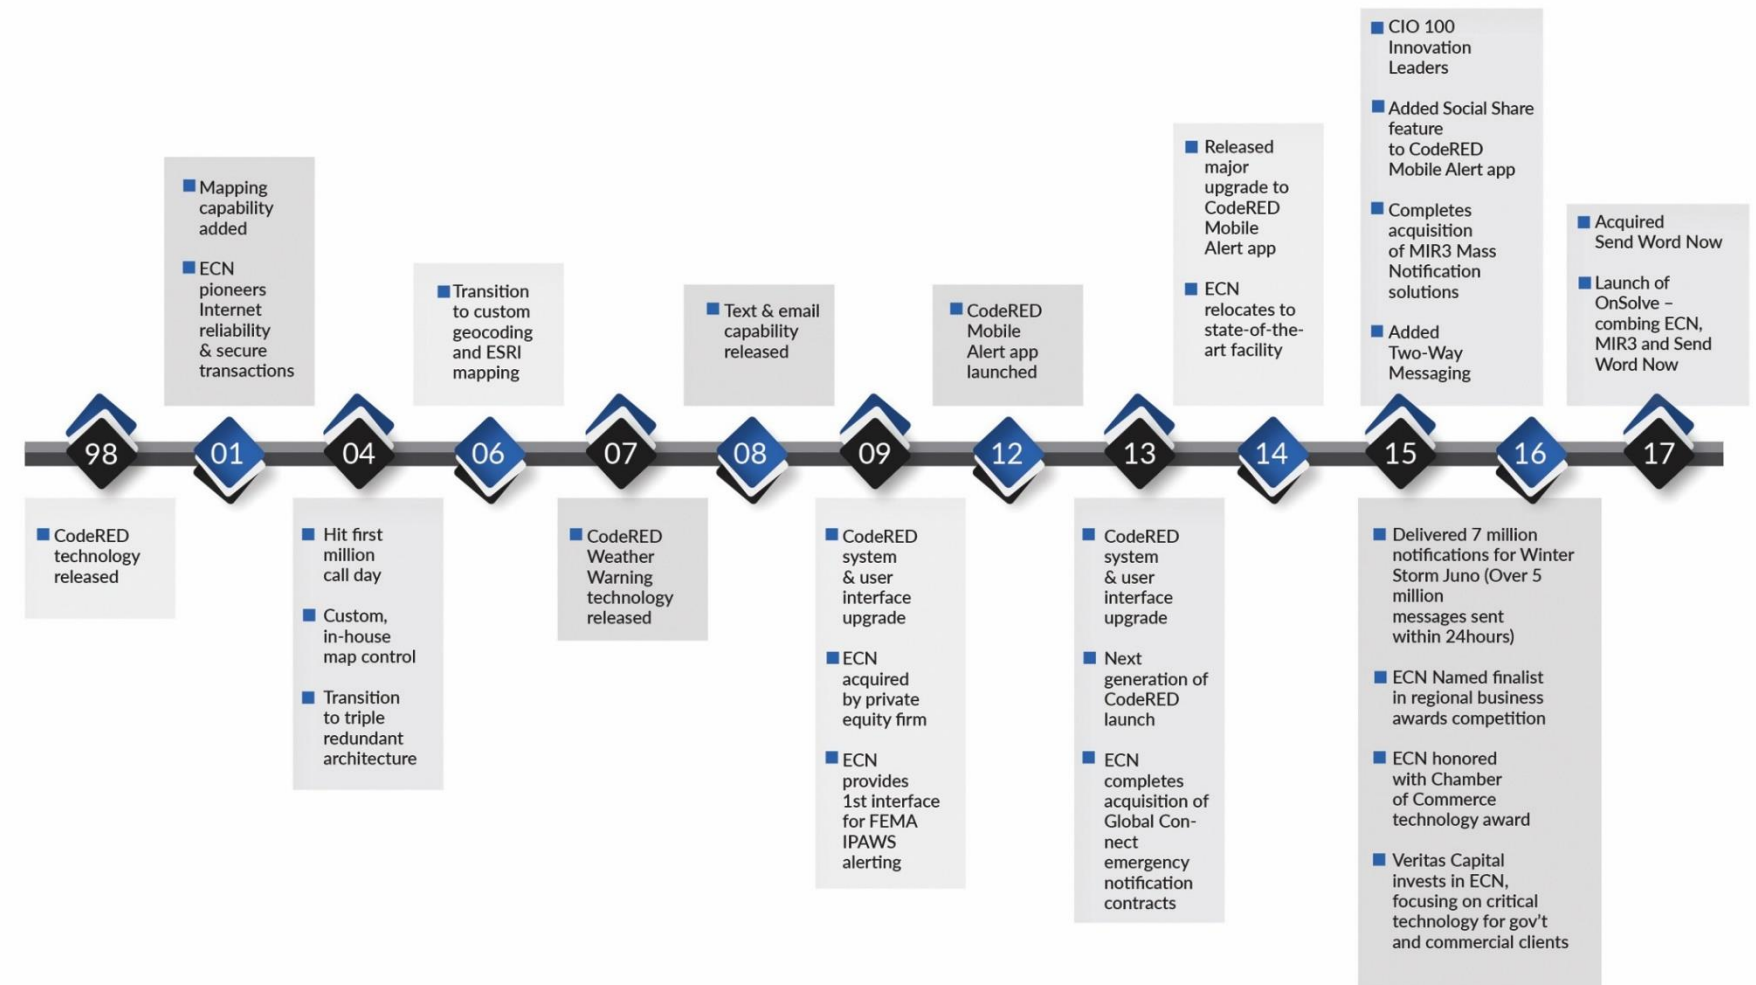 CIO 100
Innovation
Leaders
Added Social Share
feature
to CodeRED
Mobile Alert app
Completes
acquisition
of MIR3 Mass
Notification
solutions
Added
Two-Way
Messaging
Released
major
upgrade to
CodeRED
Mobile
Alert app
ECN
relocates to
state-of-the-
art facility
Acquired
Send Word Now
Launch of
OnSolve –
combing ECN,
MIR3 and Send
Word Now
Mapping
capability
added
ECN
pioneers
Internet
reliability
& secure
transactions
Transition
to custom
geocoding
and ESRI
mapping
Text & email
capability
released
CodeRED
Mobile
Alert app
launched
98
01
04
06
07
08
09
12
13
14
15
16
17
CodeRED
technology
released
Hit first
million
call day
Custom,
in-house
map control
Transition
to triple
redundant
architecture
CodeRED
Weather
Warning
technology
released
CodeRED
system
& user
interface
upgrade
ECN
acquired
by private
equity firm
ECN
provides
1st interface
for FEMA
IPAWS
alerting
CodeRED
system
& user
interface
upgrade
Next
generation of
CodeRED
launch
ECN
completes
acquisition of
Global Con-
nect
emergency
notification
contracts
Delivered 7 million
notifications for Winter
Storm Juno (Over 5
million
messages sent
within 24hours)
ECN Named finalist
in regional business
awards competition
ECN honored
with Chamber
of Commerce
technology award
Veritas Capital
invests in ECN,
focusing on critical
technology for gov't
and commercial clients